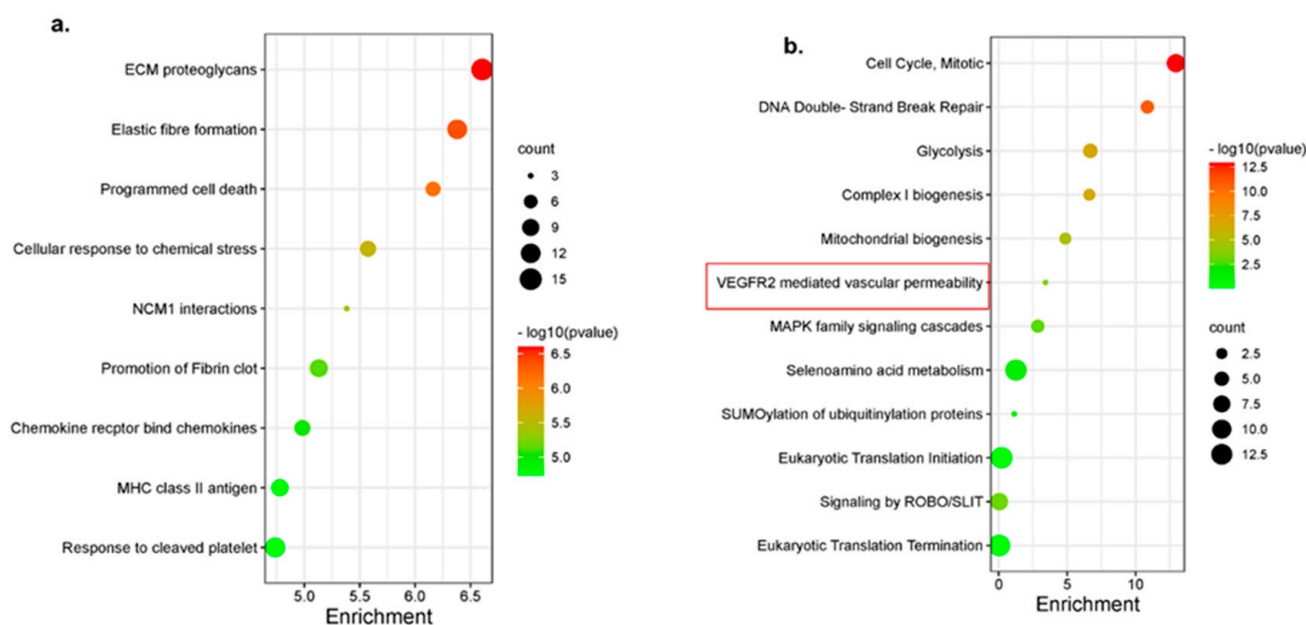 a.
ECM proteoglycans
Elastic fibre formation
Programmed cell death
Cellular response to chemical stress
NCM1 interactions
Promotion of Fibrin clot
Chemokine recptor bind chemokines
MHC class II antigen
Response to cleaved platelet
5.0 5.5 6.0 6.5
Enrichment
count
3
6
9
12
15
- log10(pvalue)
6.5
6.0
5.5
5.0
b.
Cell Cycle, Mitotic
DNA Double- Strand Break Repair
Glycolysis
Complex I biogenesis
Mitochondrial biogenesis
VEGFR2 mediated vascular permeability
MAPK family signaling cascades
Selenoamino acid metabolism
SUMOylation of ubiquitinylation proteins
Eukaryotic Translation Initiation
Signaling by ROBO/SLIT
Eukaryotic Translation Termination
0 5 10
Enrichment
- log10(pvalue)
12.5
10.0
7.5
5.0
2.5
count
2.5
5.0
7.5
10.0
12.5